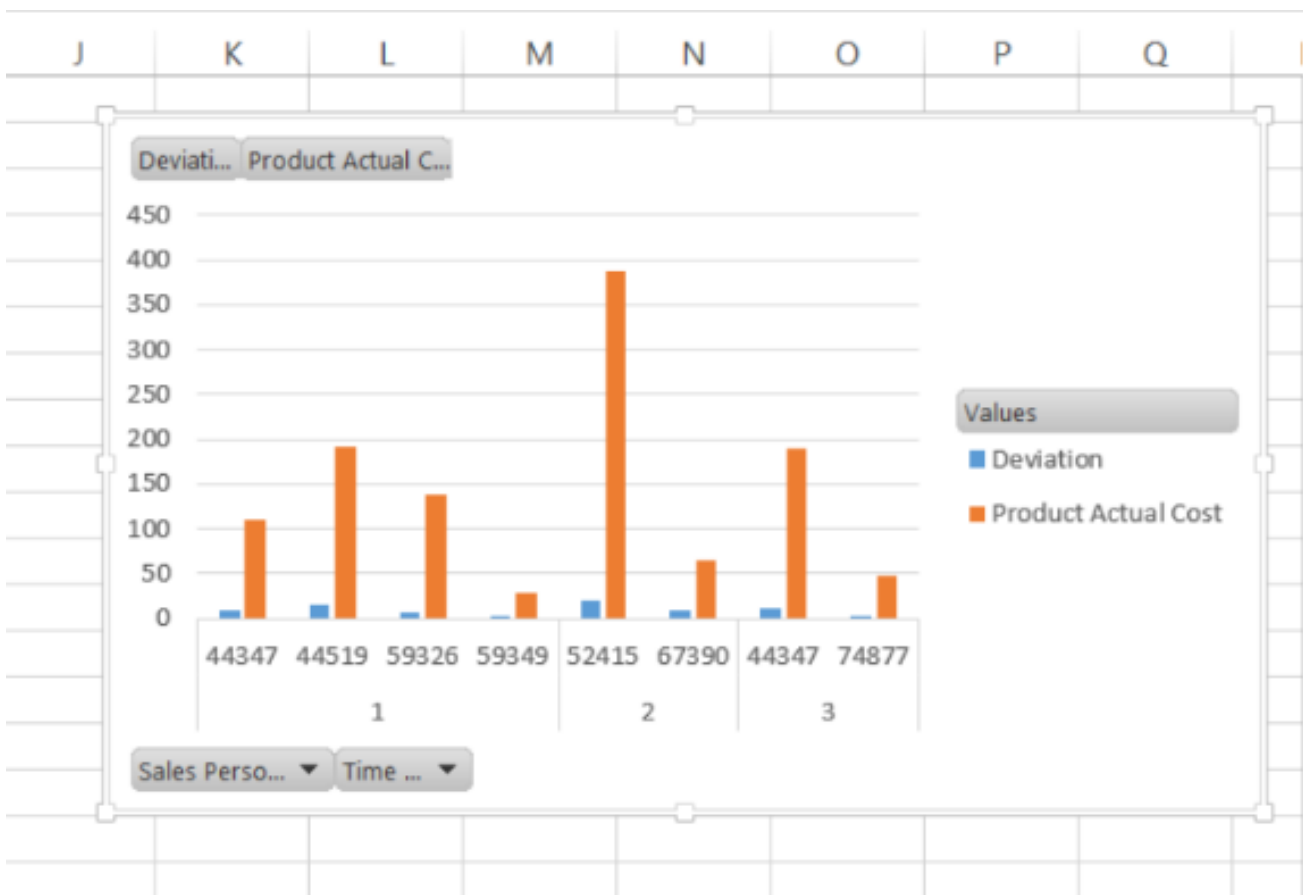 J K L M N O P Q
Deviati... Product Actual C...
450
400
350
300
250
200
150
100
50
0
Values
Deviation
Product Actual Cost
44347 44519 59326 59349 52415 67390 44347 74877
1 2 3
Sales Perso... Time ...